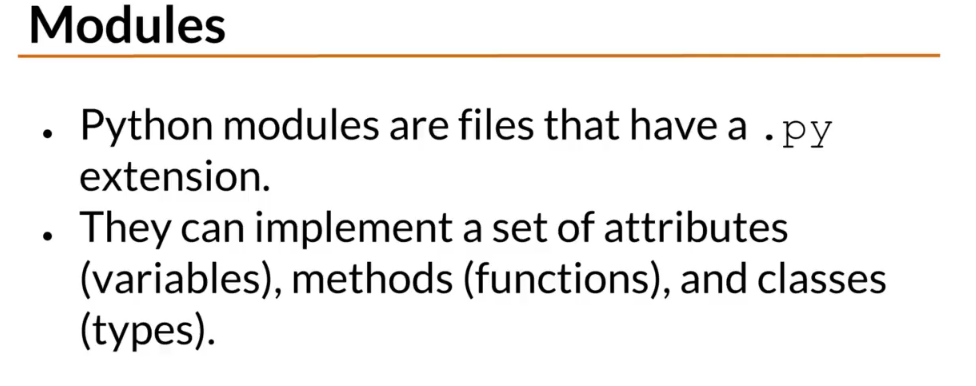 Modules
• Python modules are files that have a .py
extension.
• They can implement a set of attributes
(variables), methods (functions), and classes
(types).